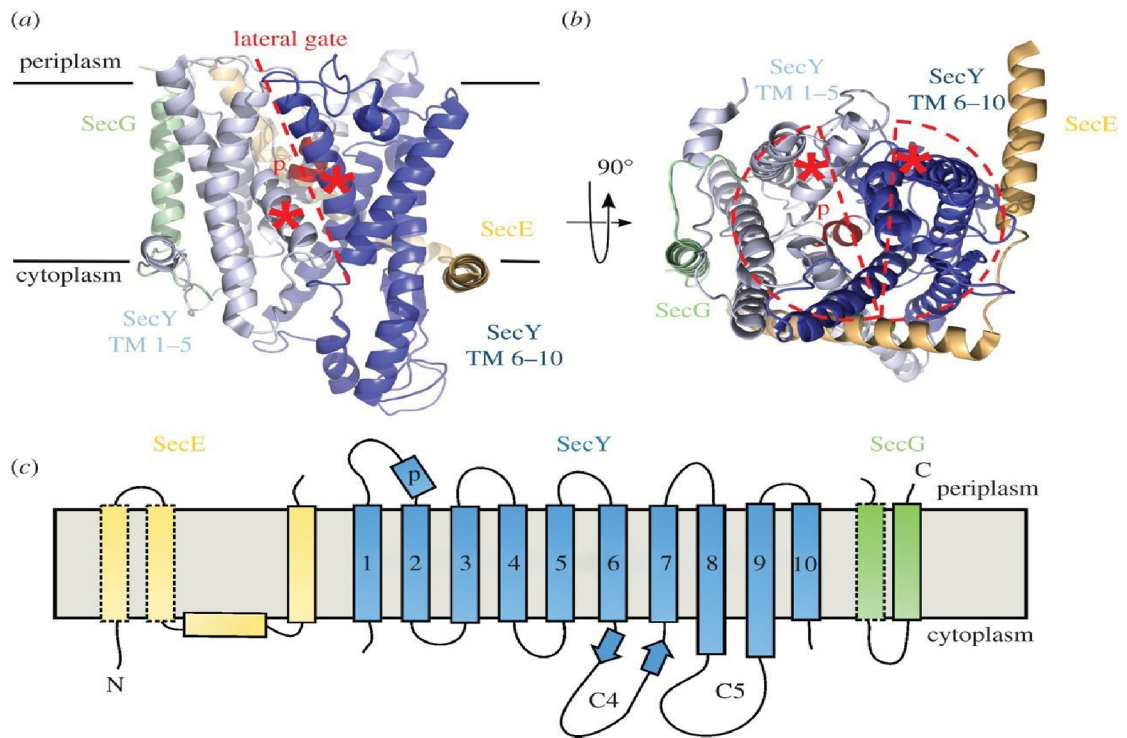 (a)
lateral gate
periplasm
SecG
p
*
*
SecE
cytoplasm
SecY
TM 1–5
SecY
TM 6–10
90°
(b)
SecY
TM 1–5
SecY
TM 6–10
SecE
*
*
p
SecG
(c)
SecE
SecY
SecG
p
C
periplasm
1
2
3
4
5
6
7
8
9
10
cytoplasm
N
C4
C5